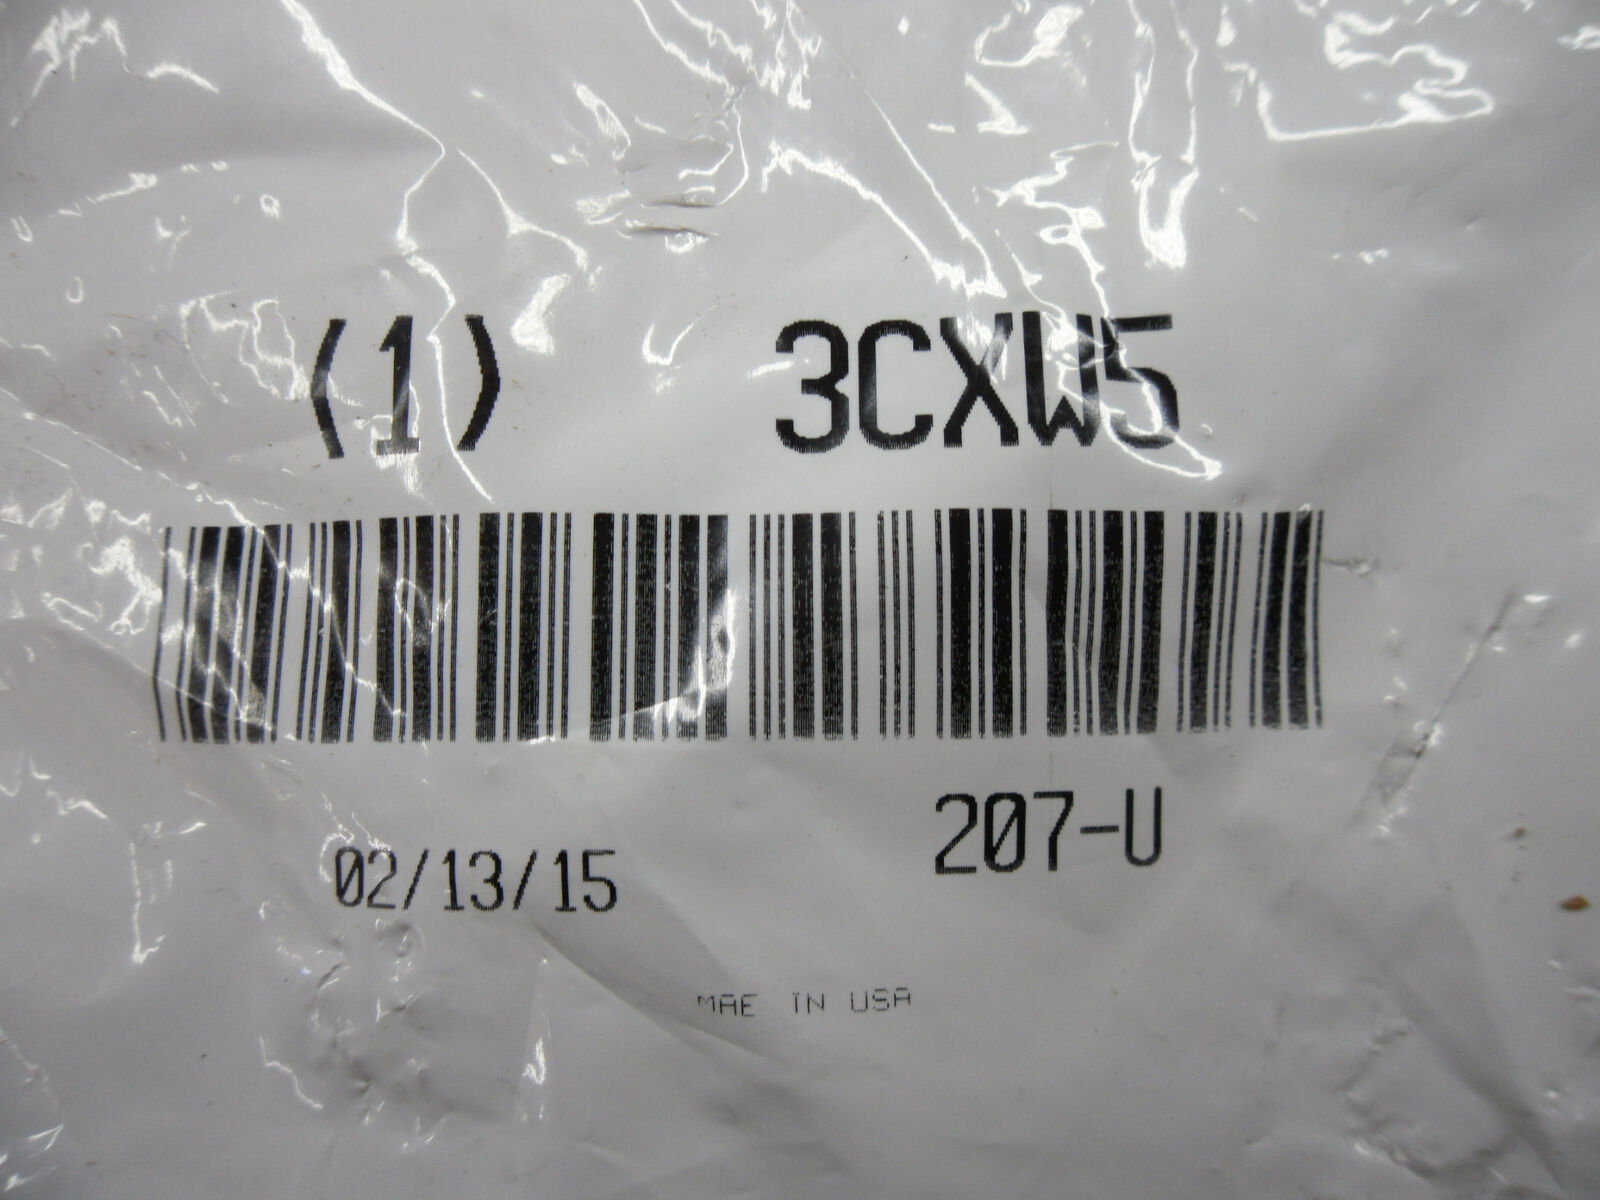 (1) 3CXW5
207-U
02/13/15
MAE IN USA